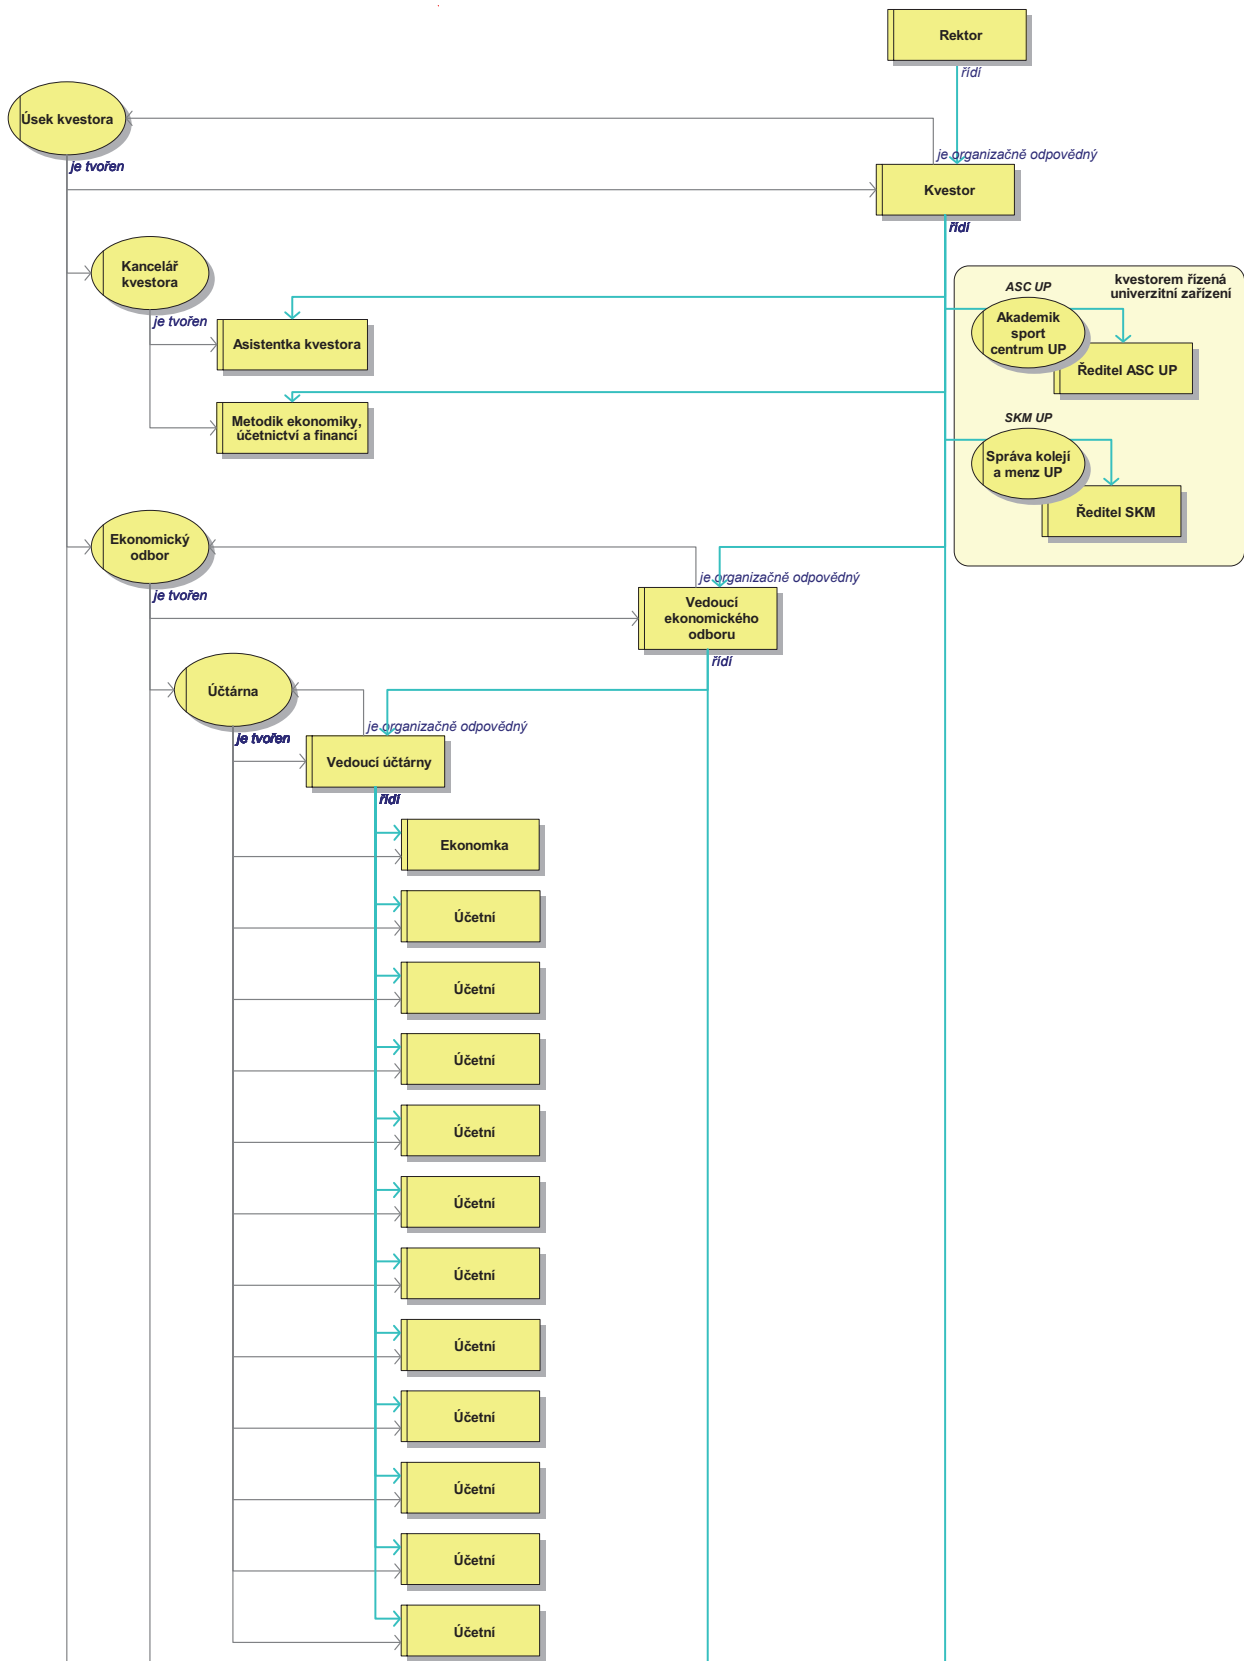 Rektor
řídí
Úsek kvestora
je tvořen
je organizačně odpovědný
Kvestor
řídí
Kancelář
kvestora
je tvořen
Asistentka kvestora
Metodik ekonomiky,
účetnictví a financí
kvestorem řízená
univerzitní zařízení
ASC UP
Akademik
sport
centrum UP
Ředitel ASC UP
SKM UP
Správa kolejí
a menz UP
Ředitel SKM
Ekonomický
odbor
je tvořen
je organizačně odpovědný
Vedoucí
ekonomického
odboru
řídí
Účtárna
je tvořen
je organizačně odpovědný
Vedoucí účtárny
řídí
Ekonomka
Účetní
Účetní
Účetní
Účetní
Účetní
Účetní
Účetní
Účetní
Účetní
Účetní
Účetní